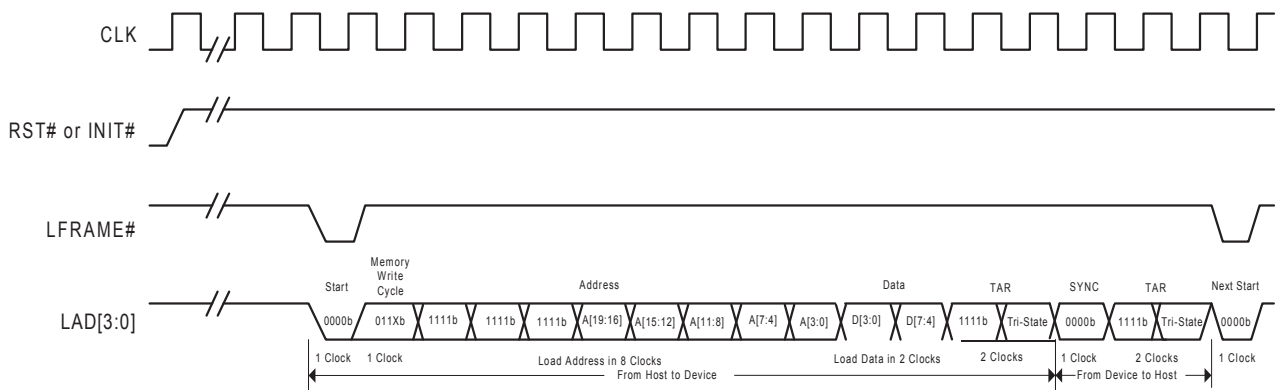 CLK
RST# or INIT#
LFRAME#
Memory
Write
Cycle
Start
Address
Data
TAR
SYNC
TAR
Next Start
LAD[3:0]
0000b 011Xb 1111b 1111b 1111b A[19:16] A[15:12] A[11:8] A[7:4] A[3:0] D[3:0] D[7:4] 1111b Tri-State 0000b 1111b Tri-State 0000b
1 Clock 1 Clock Load Address in 8 Clocks Load Data in 2 Clocks 2 Clocks 1 Clock 2 Clocks 1 Clock
From Host to Device From Device to Host